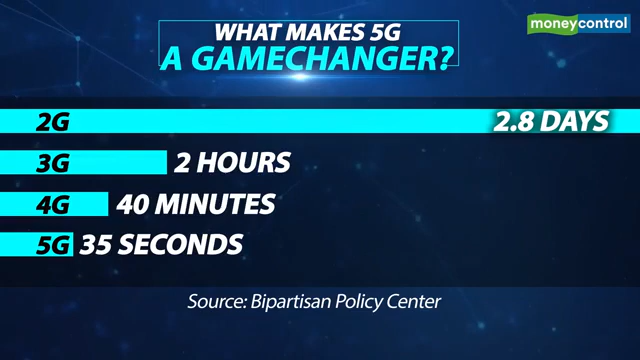 moneycontrol
WHAT MAKES 5G
A GAMECHANGER?
2G 2.8 DAYS
3G 2 HOURS
4G 40 MINUTES
5G 35 SECONDS
Source: Bipartisan Policy Center